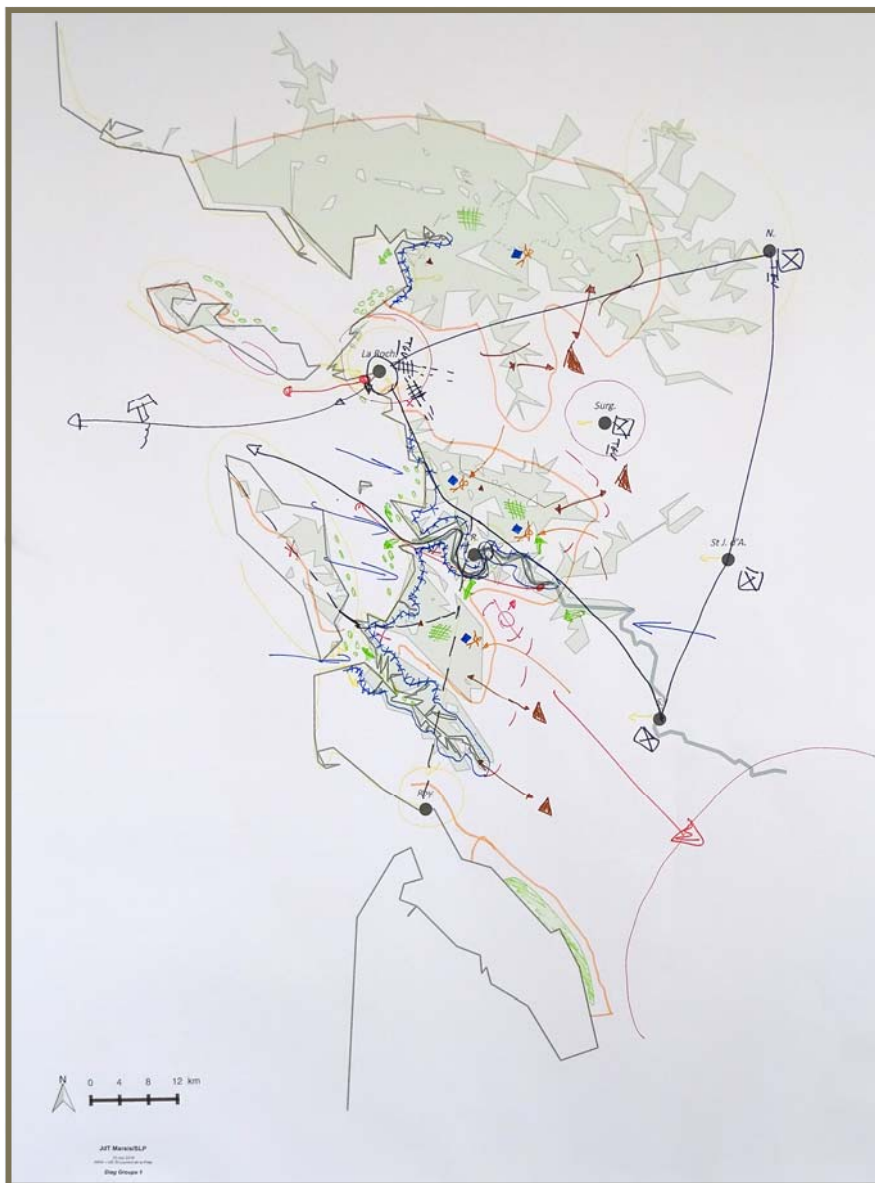 N.
La Roch.
Surg.
R.
St J. d'A.
S.
Roy.
N
0 4 8 12 km
JdT Marais/SLP
Diag Groupe 1